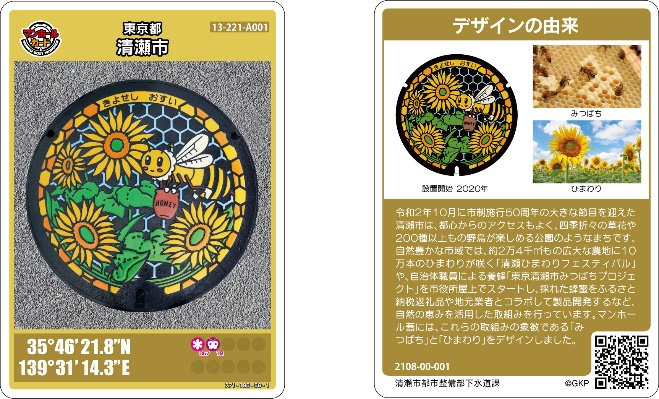 マンホール
カード
東京都
清瀬市
13-221-A001
きよせし おすい
HONEY
35°46'21.8"N
139°31'14.3"E
デザインの由来
みつばち
設置開始 2020年
ひまわり
令和2年10月に市制施行50周年の大きな節目を迎えた
清瀬市は、都心からのアクセスもよく、四季折々の草花や
200種以上もの野鳥が楽しめる公園のようなまちです。
自然豊かな市域では、約2万4千㎡もの広大な農地に10
万本のひまわりが咲く「清瀬ひまわりフェスティバル」
や、自治体職員による養蜂「東京清瀬市みつばちプロジェ
クト」を市役所屋上でスタートし、採れた蜂蜜をふるさと
納税返礼品や地元業者とコラボして製品開発するなど、
自然の恵みを活用した取組みを行っています。マンホー
ル蓋には、これらの取組みの象徴である「み
つばち」と「ひまわり」をデザインしました。
2108-00-001
清瀬市都市整備部下水道課
©GKP